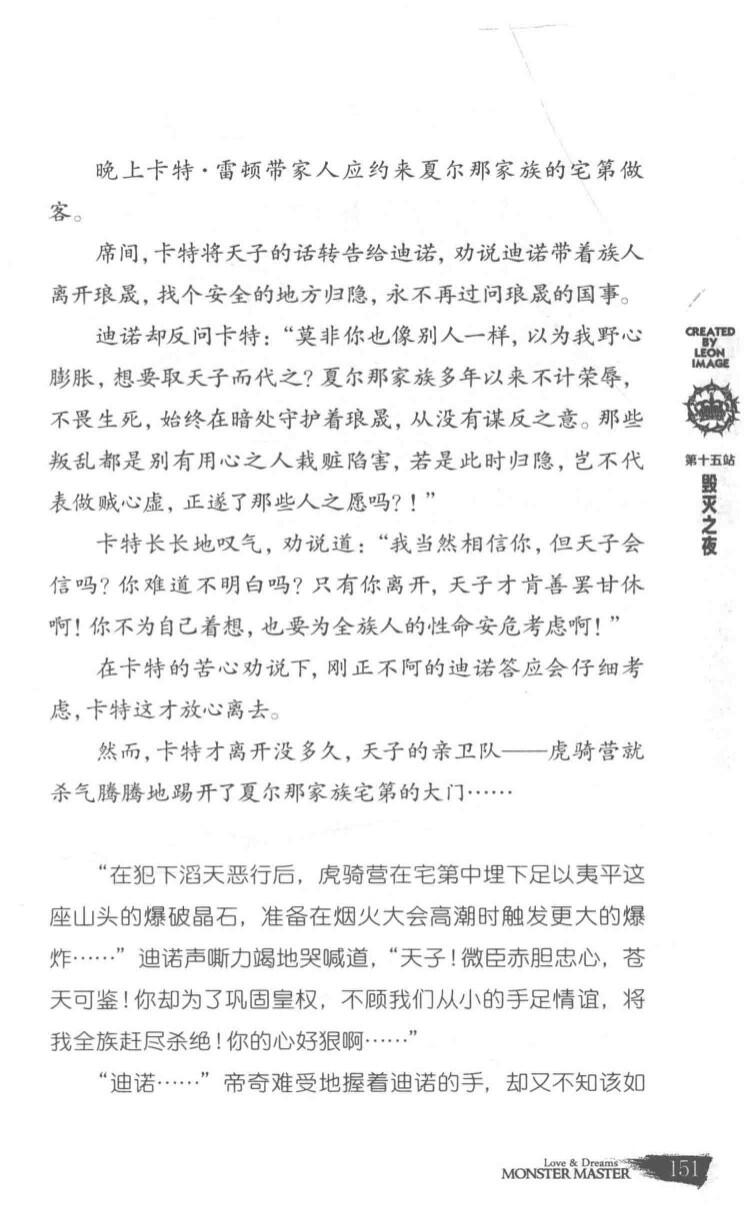 晚上卡特·雷顿带家人应约来夏尔那家族的宅第做
客。
席间,卡特将天子的话转告给迪诺,劝说迪诺带着族人
离开琅晟,找个安全的地方归隐,永不再过问琅晟的国事。
迪诺却反问卡特:“莫非你也像别人一样,以为我野心
膨胀,想要取天子而代之?夏尔那家族多年以来不计荣辱,
不畏生死,始终在暗处守护着琅晟,从没有谋反之意。那些
叛乱都是别有用心之人栽赃陷害,若是此时归隐,岂不代
表做贼心虚,正遂了那些人之愿吗?!”
卡特长长地叹气,劝说道:“我当然相信你,但天子会
信吗?你难道不明白吗?只有你离开,天子才肯善罢甘休
啊!你不为自己着想,也要为全族人的性命安危考虑啊!”
在卡特的苦心劝说下,刚正不阿的迪诺答应会仔细考
虑,卡特这才放心离去。
然而,卡特才离开没多久,天子的亲卫队——虎骑营就
杀气腾腾地踢开了夏尔那家族宅第的大门……
“在犯下滔天恶行后,虎骑营在宅第中埋下足以夷平这
座山头的爆破晶石,准备在烟火大会高潮时触发更大的爆
炸……”迪诺声嘶力竭地哭喊道,“天子!微臣赤胆忠心,苍
天可鉴!你却为了巩固皇权,不顾我们从小的手足情谊,将
我全族赶尽杀绝!你的心好狠啊……”
“迪诺……”帝奇难受地握着迪诺的手,却又不知该如
CREATED
BY
LEON
IMAGE
第十五站
毁灭之夜
Love & Dreams
MONSTER MASTER
151